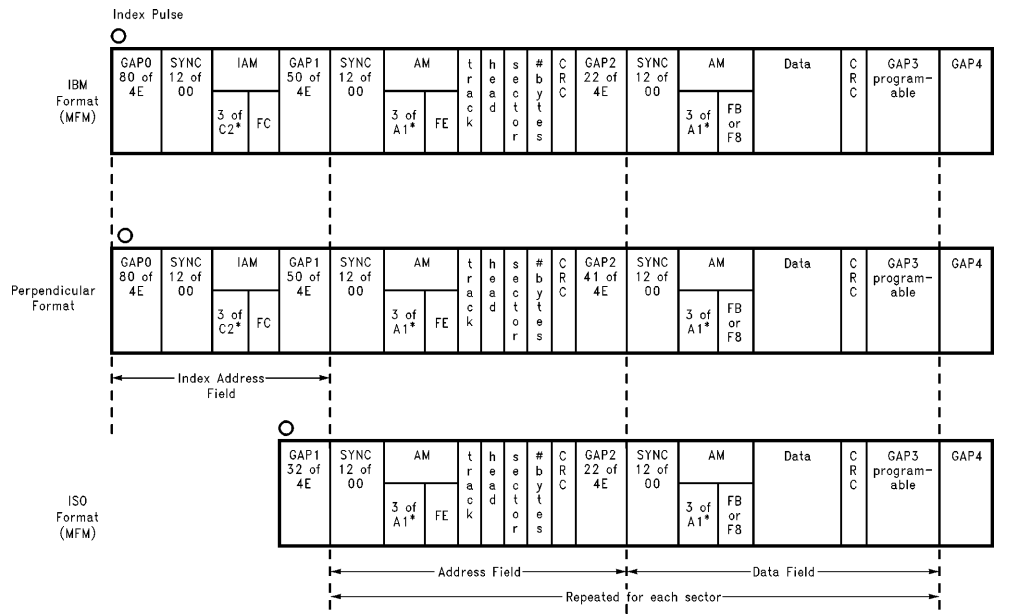 Index Pulse
IBM
Format
(MFM)
GAP0
80 of
4E
SYNC
12 of
00
IAM
3 of
C2*
FC
GAP1
50 of
4E
SYNC
12 of
00
AM
3 of
A1*
FE
track
head
sector
#bytes
CRC
GAP2
22 of
4E
SYNC
12 of
00
AM
3 of
A1*
FB
or
F8
Data
CRC
GAP3
program-
able
GAP4
Perpendicular
Format
GAP0
80 of
4E
SYNC
12 of
00
IAM
3 of
C2*
FC
GAP1
50 of
4E
SYNC
12 of
00
AM
3 of
A1*
FE
track
head
sector
#bytes
CRC
GAP2
41 of
4E
SYNC
12 of
00
AM
3 of
A1*
FB
or
F8
Data
CRC
GAP3
program-
able
GAP4
Index Address
Field
ISO
Format
(MFM)
GAP1
32 of
4E
SYNC
12 of
00
AM
3 of
A1*
FE
track
head
sector
#bytes
CRC
GAP2
22 of
4E
SYNC
12 of
00
AM
3 of
A1*
FB
or
F8
Data
CRC
GAP3
program-
able
GAP4
Address Field
Data Field
Repeated for each sector